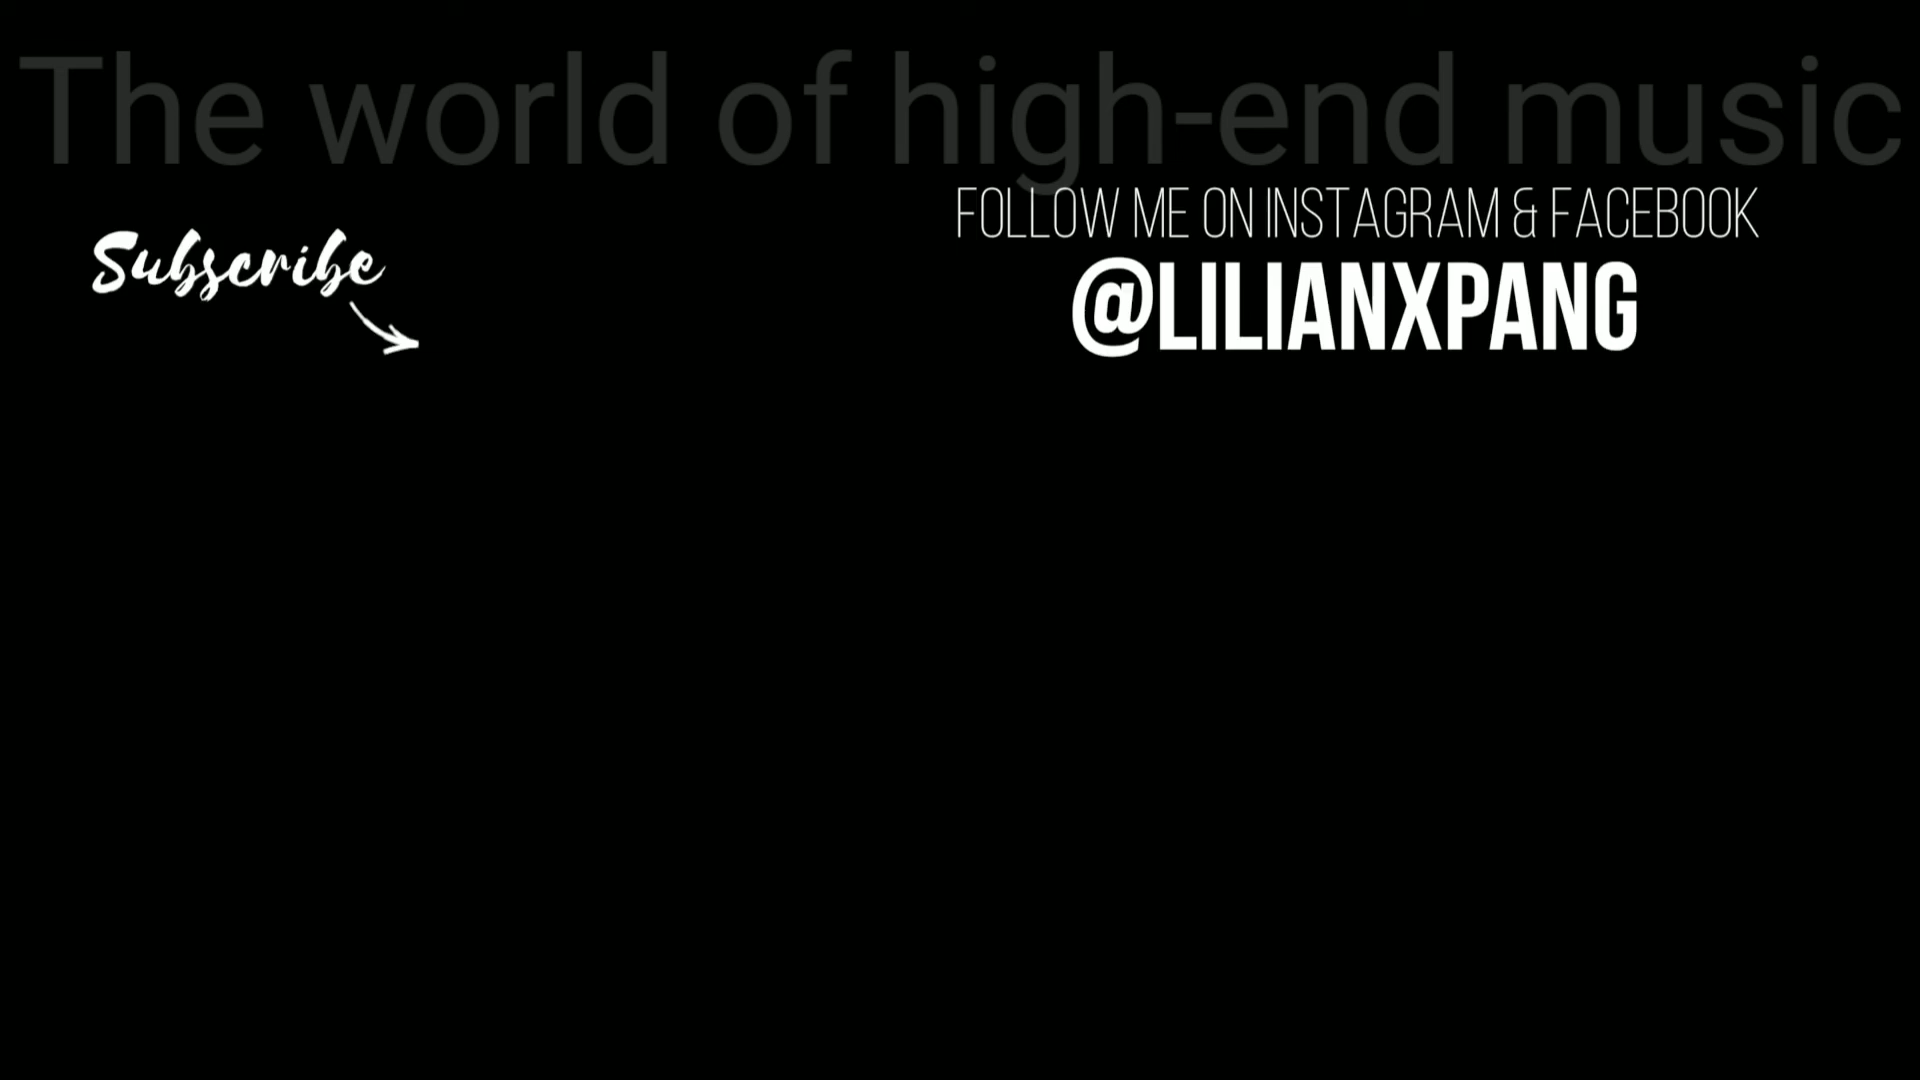 The world of high-end music
FOLLOW ME ON INSTAGRAM & FACEBOOK
Subscribe
@LILIANXPANG